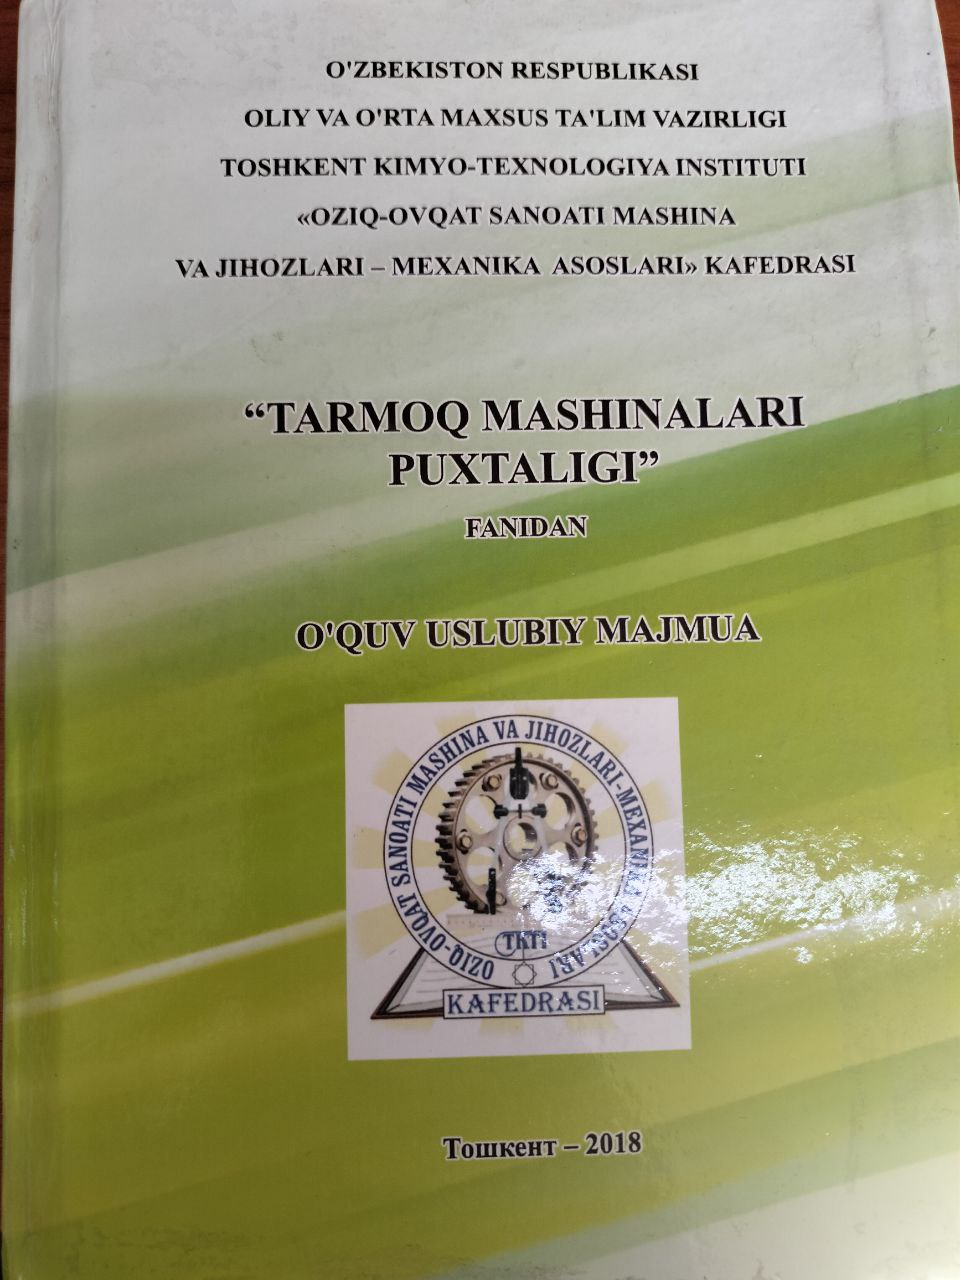 O'ZBEKISTON RESPUBLIKASI
OLIY VA O'RTA MAXSUS TA'LIM VAZIRLIGI
TOSHKENT KIMYO-TEXNOLOGIYA INSTITUTI
«OZIQ-OVQAT SANOATI MASHINA
VA JIHOZLARI – MEXANIKA ASOSLARI» KAFEDRASI
“TARMOQ MASHINALARI
PUXTALIGI”
FANIDAN
O'QUV USLUBIY MAJMUA
OZIQ-OVQAT SANOATI MASHINA VA JIHOZLARI-MEXANIKA ASOSLARI
TKTI
KAFEDRASI
Тошкент – 2018